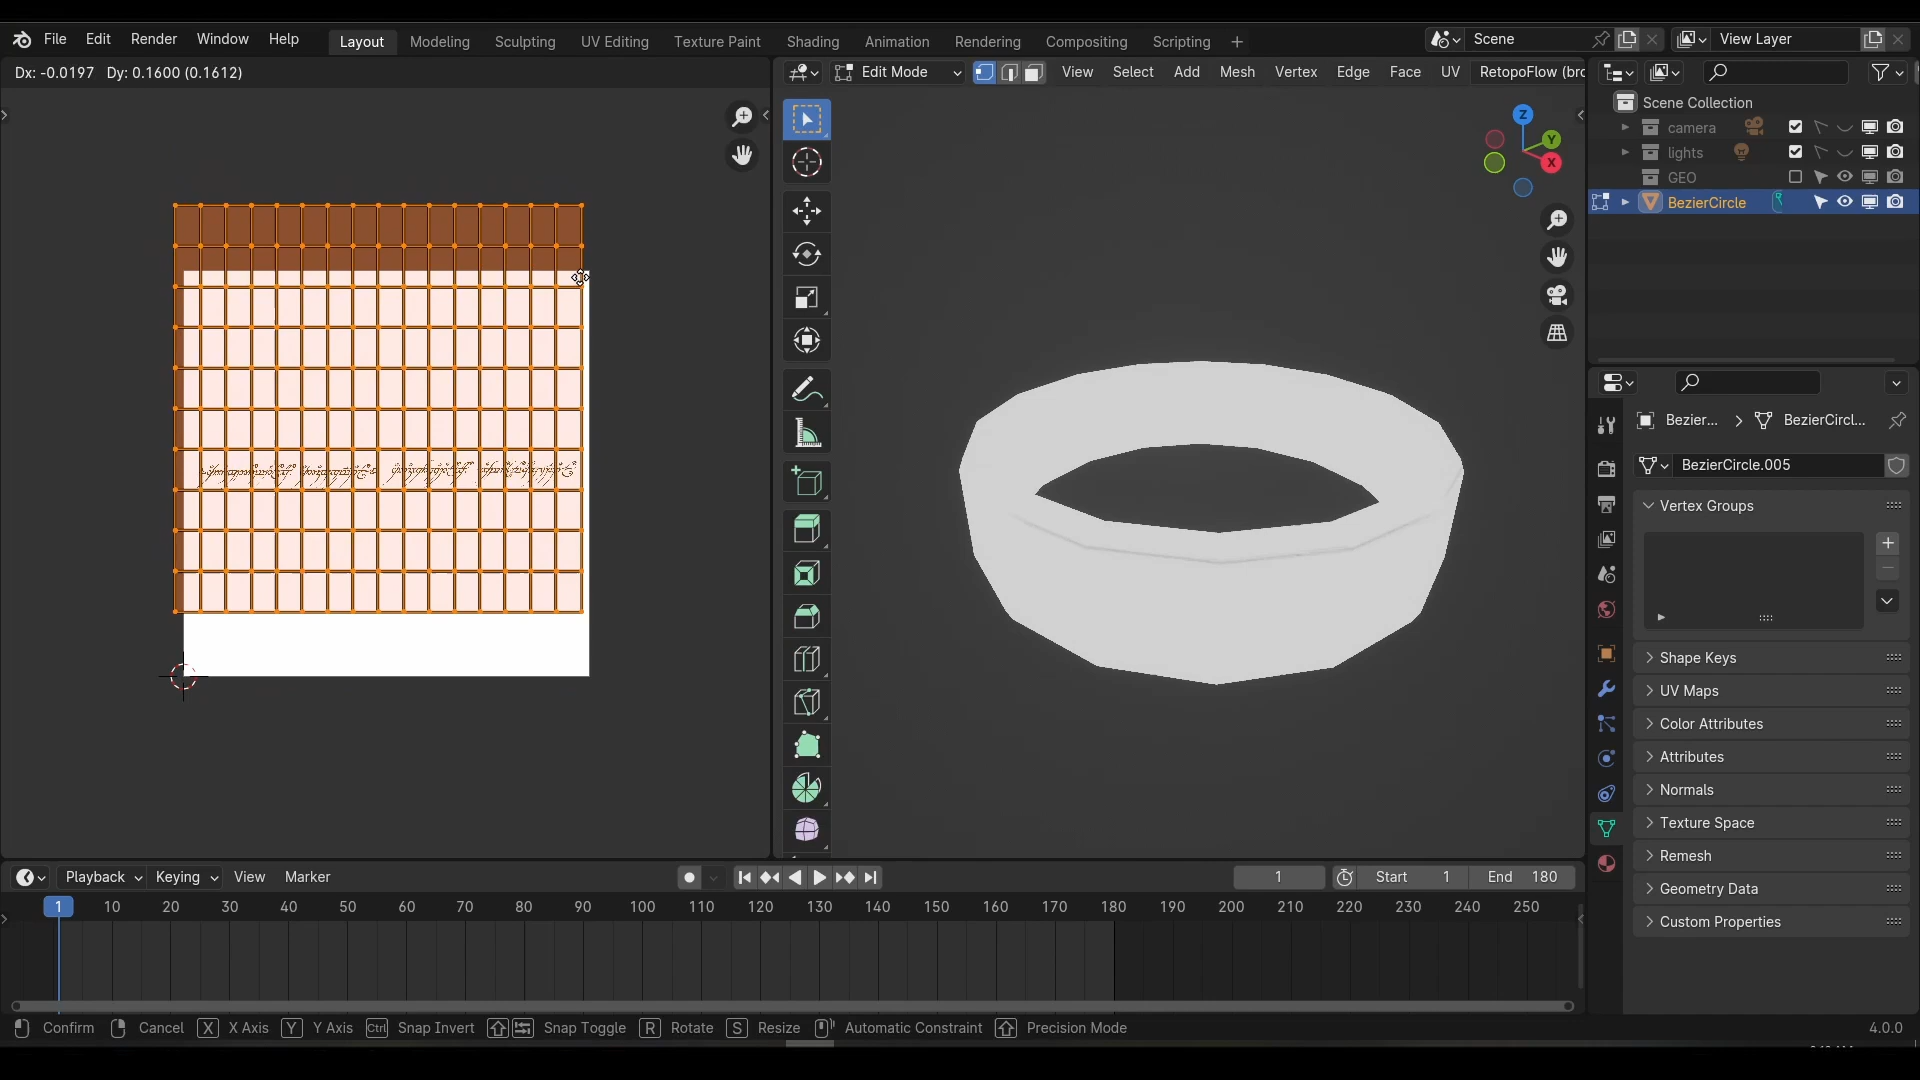 File Edit Render Window Help Layout Modeling Sculpting UV Editing Texture Paint Shading Animation Rendering Compositing Scripting + Scene View Layer
Dx: -0.0197 Dy: 0.1600 (0.1612)
Edit Mode View Select Add Mesh Vertex Edge Face UV RetopoFlow (bro
Scene Collection
camera
lights
GEO
BezierCircle
Z
Y
X
Bezier... BezierCircl...
BezierCircle.005
Vertex Groups
Shape Keys
UV Maps
Color Attributes
Attributes
Normals
Texture Space
Remesh
Geometry Data
Custom Properties
Playback Keying View Marker 1 Start 1 End 180
1 10 20 30 40 50 60 70 80 90 100 110 120 130 140 150 160 170 180 190 200 210 220 230 240 250
Confirm Cancel X X Axis Y Y Axis Ctrl Snap Invert Snap Toggle R Rotate S Resize Automatic Constraint Precision Mode 4.0.0